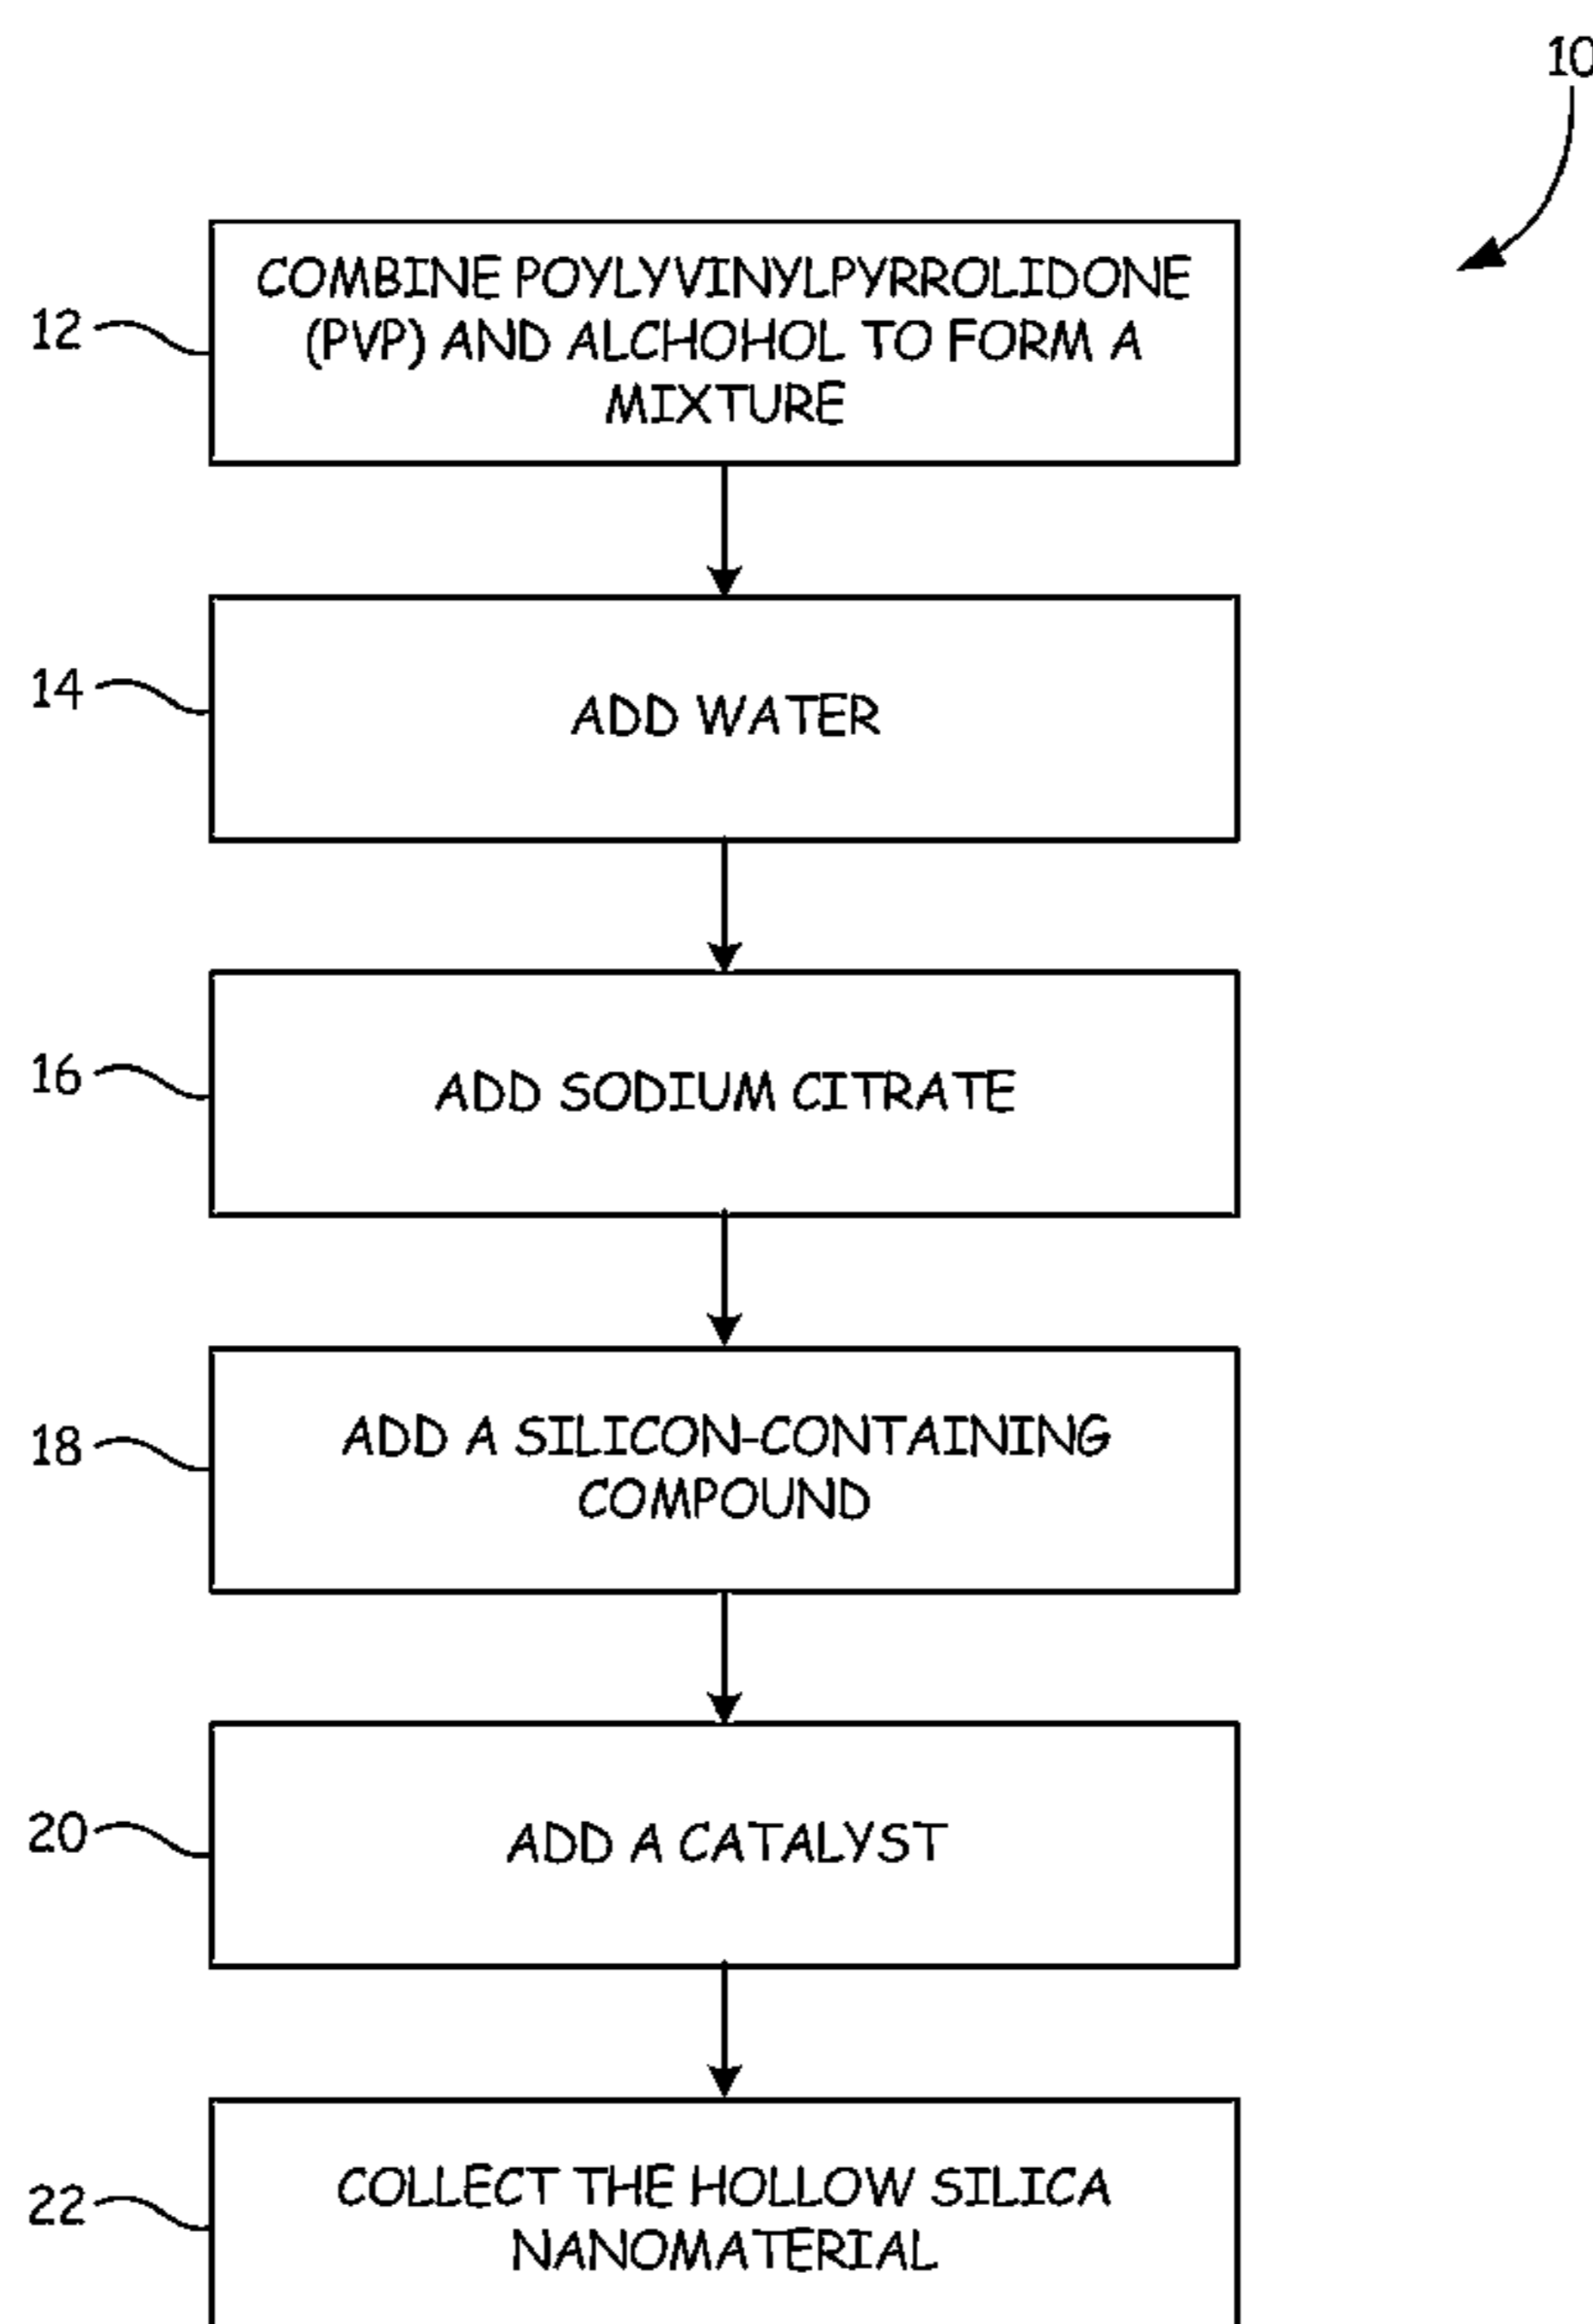 10
12
COMBINE POYLYVINYLPYRROLIDONE
(PVP) AND ALCHOHOL TO FORM A
MIXTURE
14
ADD WATER
16
ADD SODIUM CITRATE
18
ADD A SILICON-CONTAINING
COMPOUND
20
ADD A CATALYST
22
COLLECT THE HOLLOW SILICA
NANOMATERIAL